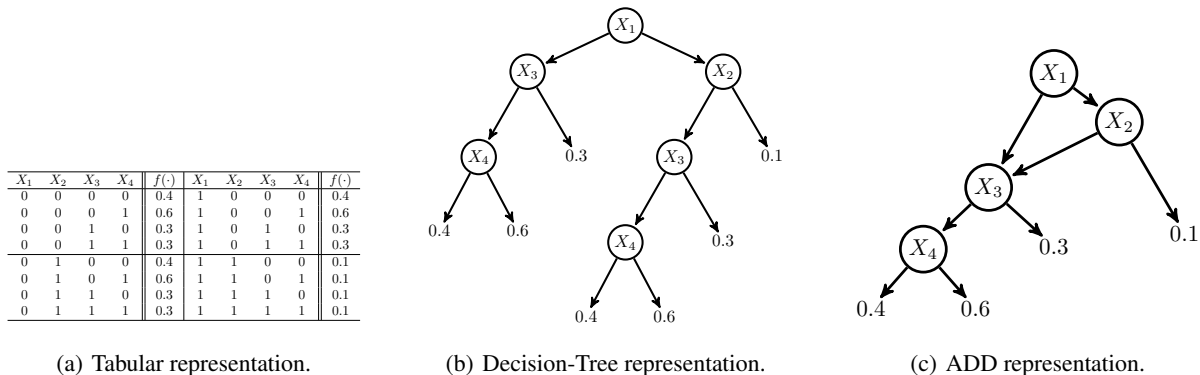 X1 X2 X3 X4 f(·) X1 X2 X3 X4 f(·)
0 0 0 0 0.4 1 0 0 0 0.4
0 0 0 1 0.6 1 0 0 1 0.6
0 0 1 0 0.3 1 0 1 0 0.3
0 0 1 1 0.3 1 0 1 1 0.3
0 1 0 0 0.4 1 1 0 0 0.1
0 1 0 1 0.6 1 1 0 1 0.1
0 1 1 0 0.3 1 1 1 0 0.1
0 1 1 1 0.3 1 1 1 1 0.1
(a) Tabular representation.
X1
X3 X2
X4 0.3 X3 0.1
0.4 0.6 X4 0.3
0.4 0.6
(b) Decision-Tree representation.
X1
X2
X3
X4 0.3 0.1
0.4 0.6
(c) ADD representation.